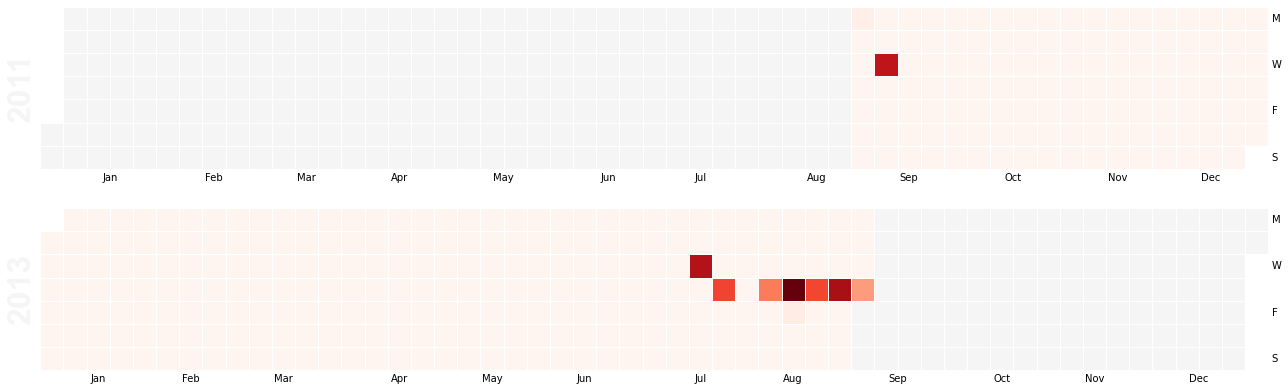 2011
M
W
F
S
Jan Feb Mar Apr May Jun Jul Aug Sep Oct Nov Dec
2013
M
W
F
S
Jan Feb Mar Apr May Jun Jul Aug Sep Oct Nov Dec